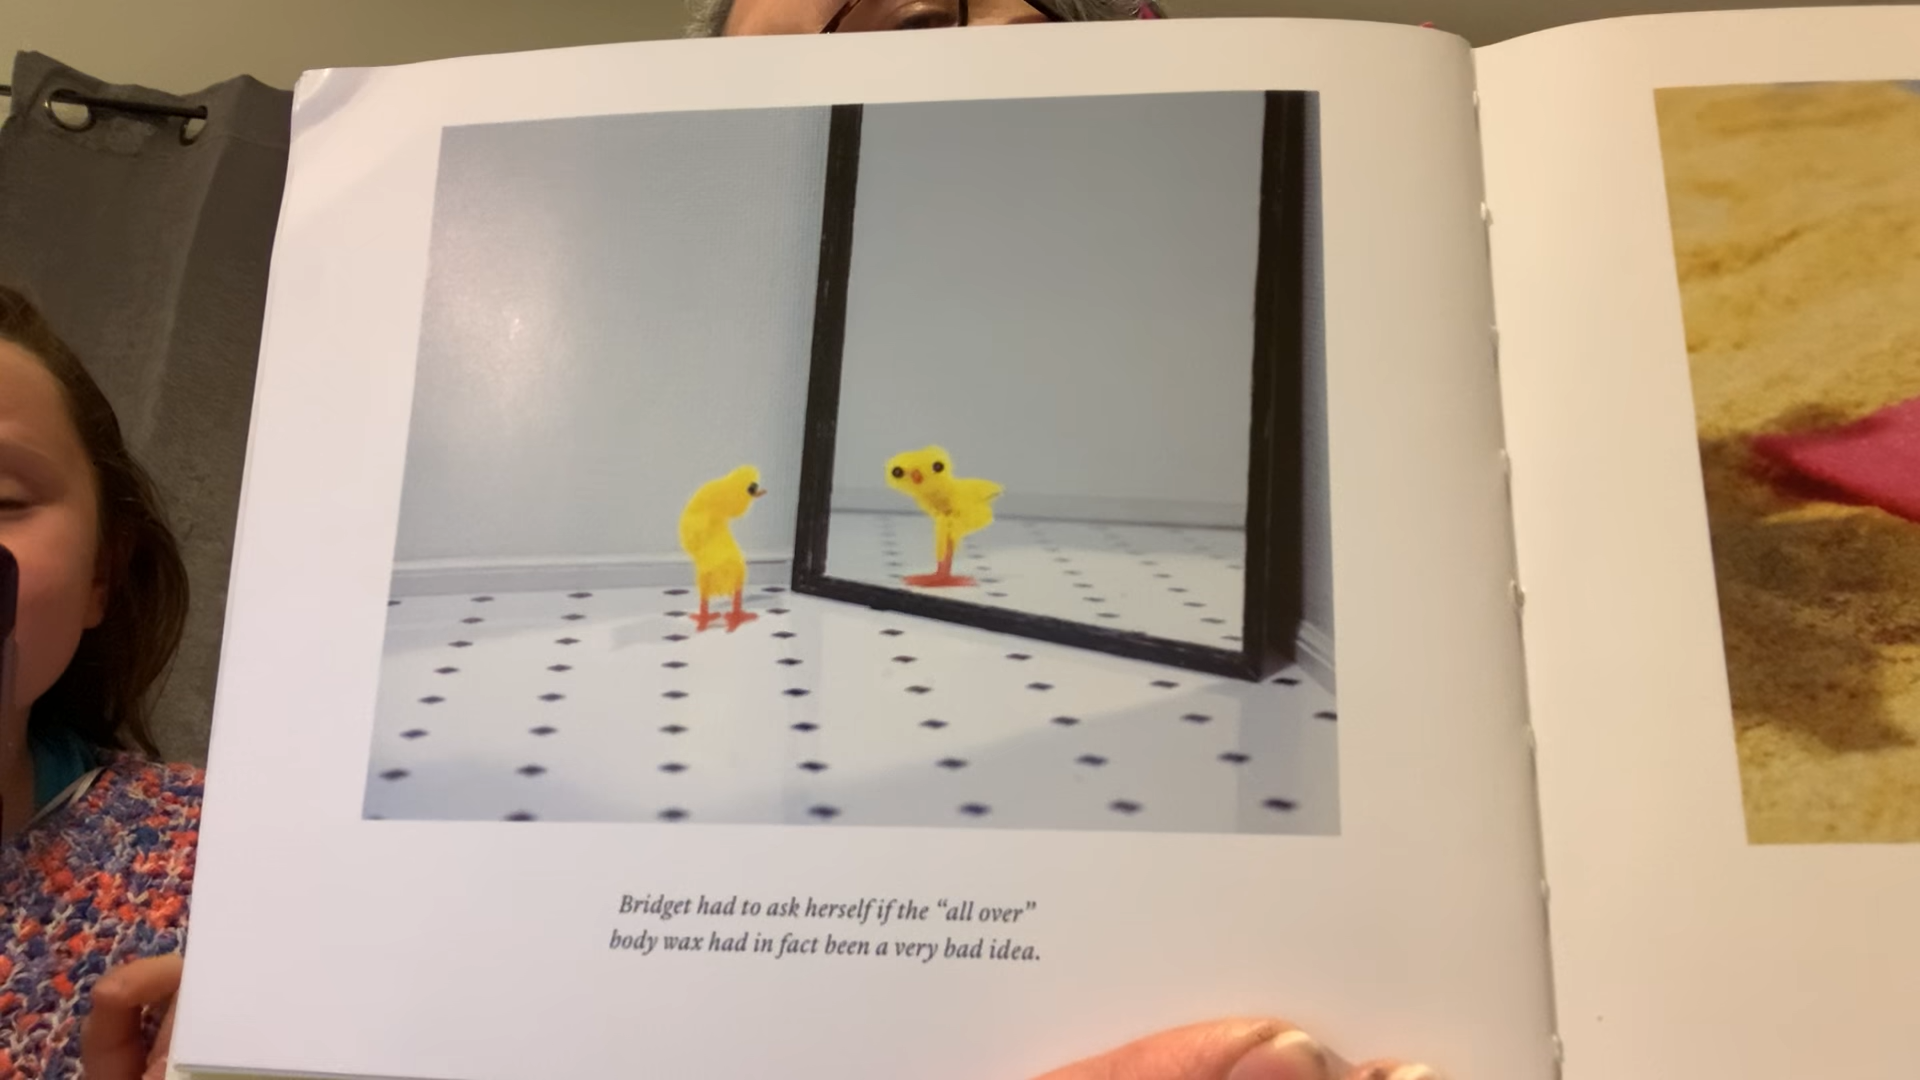 Bridget had to ask herself if the “all over”
body wax had in fact been a very bad idea.